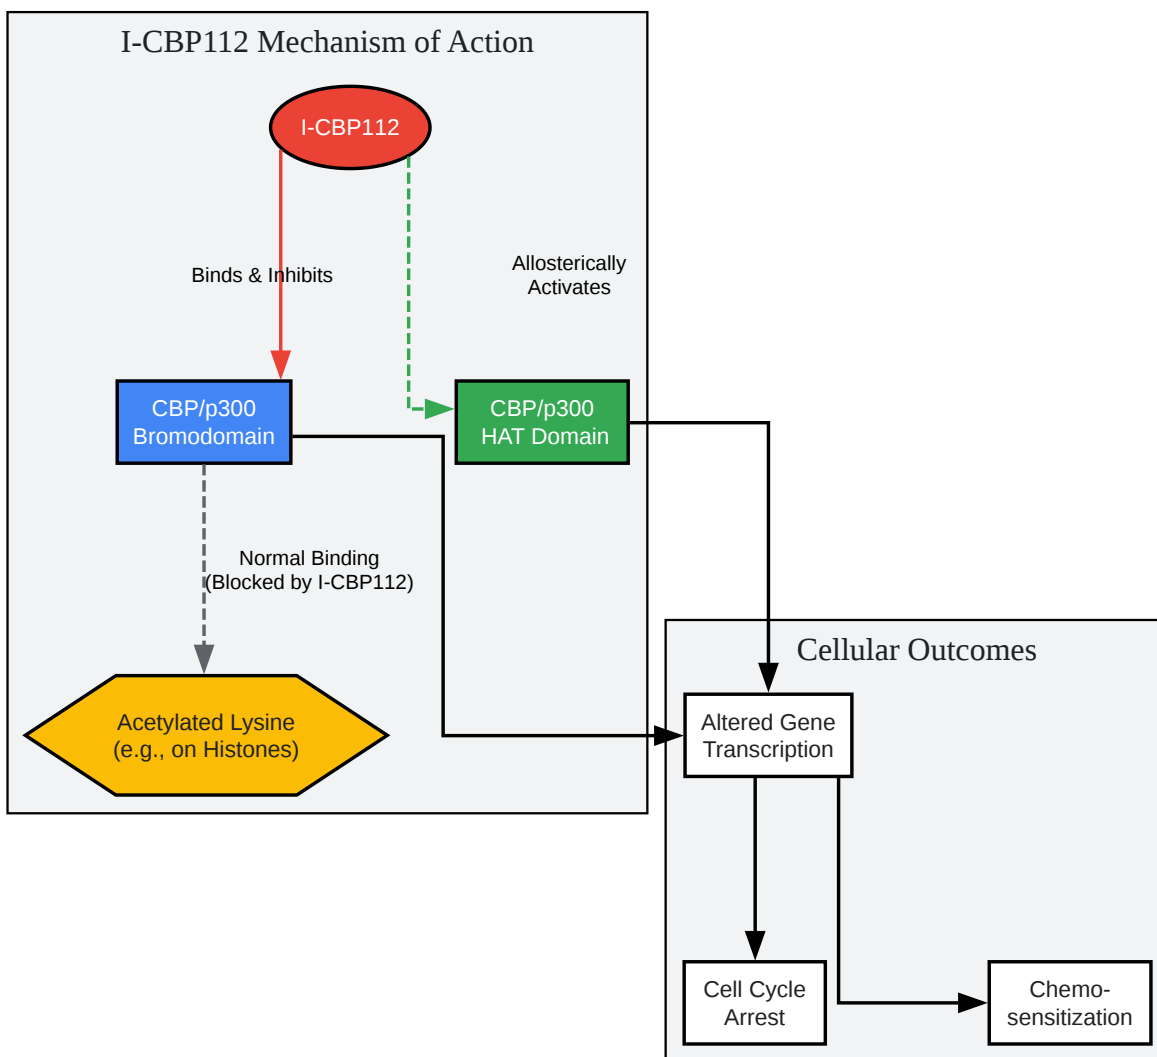 I-CBP112 Mechanism of Action
I-CBP112
Binds & Inhibits
Allosterically
Activates
CBP/p300
Bromodomain
CBP/p300
HAT Domain
Normal Binding
(Blocked by I-CBP112)
Acetylated Lysine
(e.g., on Histones)
Cellular Outcomes
Altered Gene
Transcription
Cell Cycle
Arrest
Chemo-
sensitization